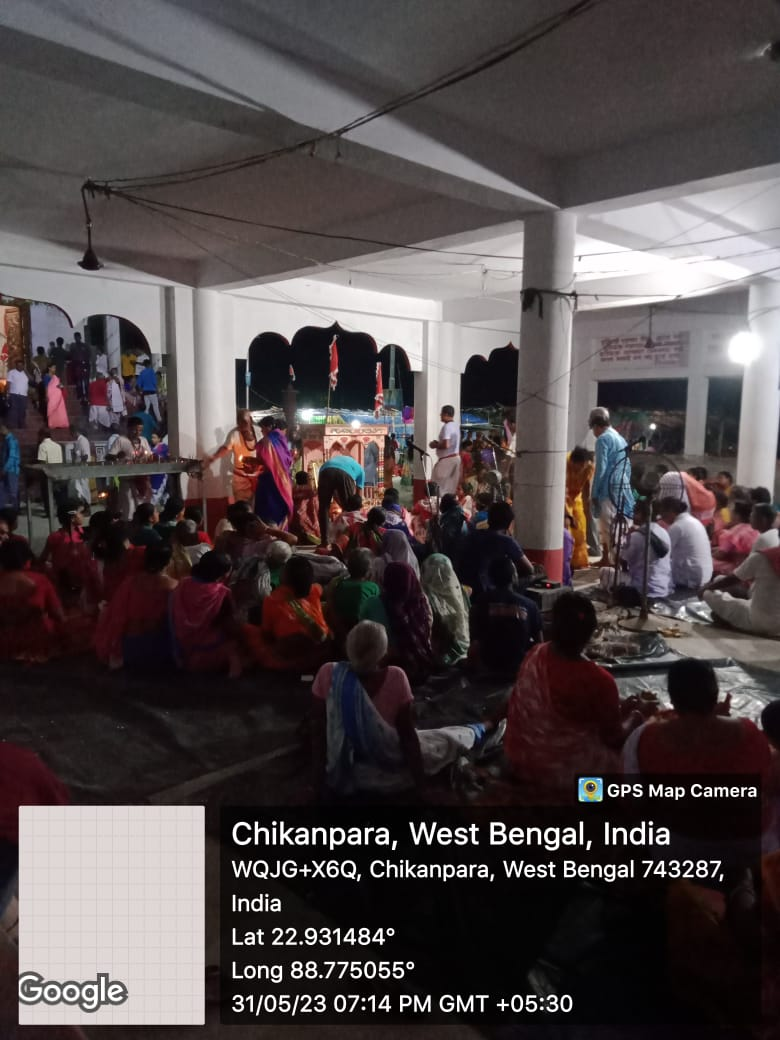 GPS Map Camera
Chikanpara, West Bengal, India
WQJG+X6Q, Chikanpara, West Bengal 743287,
India
Lat 22.931484°
Long 88.775055°
31/05/23 07:14 PM GMT +05:30
Google